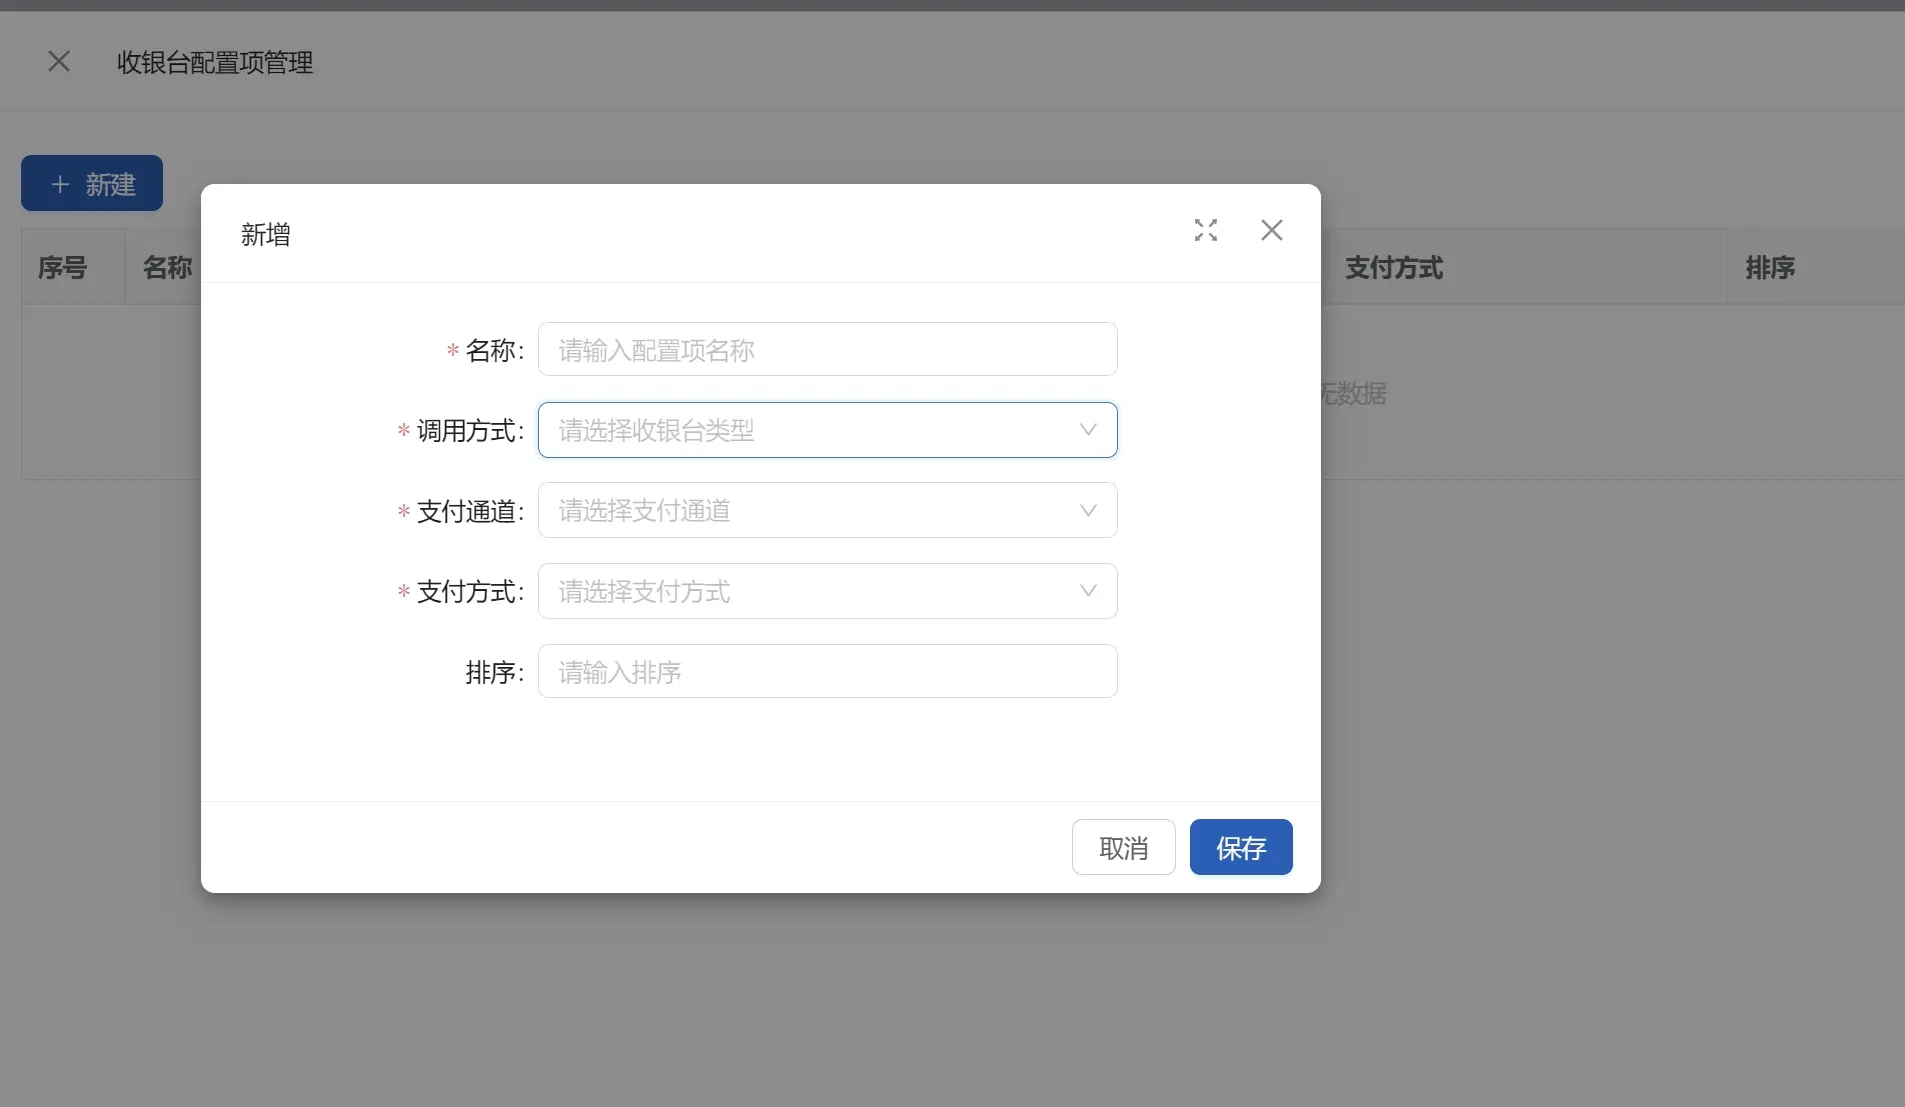 收银台配置项管理
+ 新建
序号 名称 支付方式 排序
无数据
新增
* 名称: 请输入配置项名称
* 调用方式: 请选择收银台类型
* 支付通道: 请选择支付通道
* 支付方式: 请选择支付方式
排序: 请输入排序
取消 保存